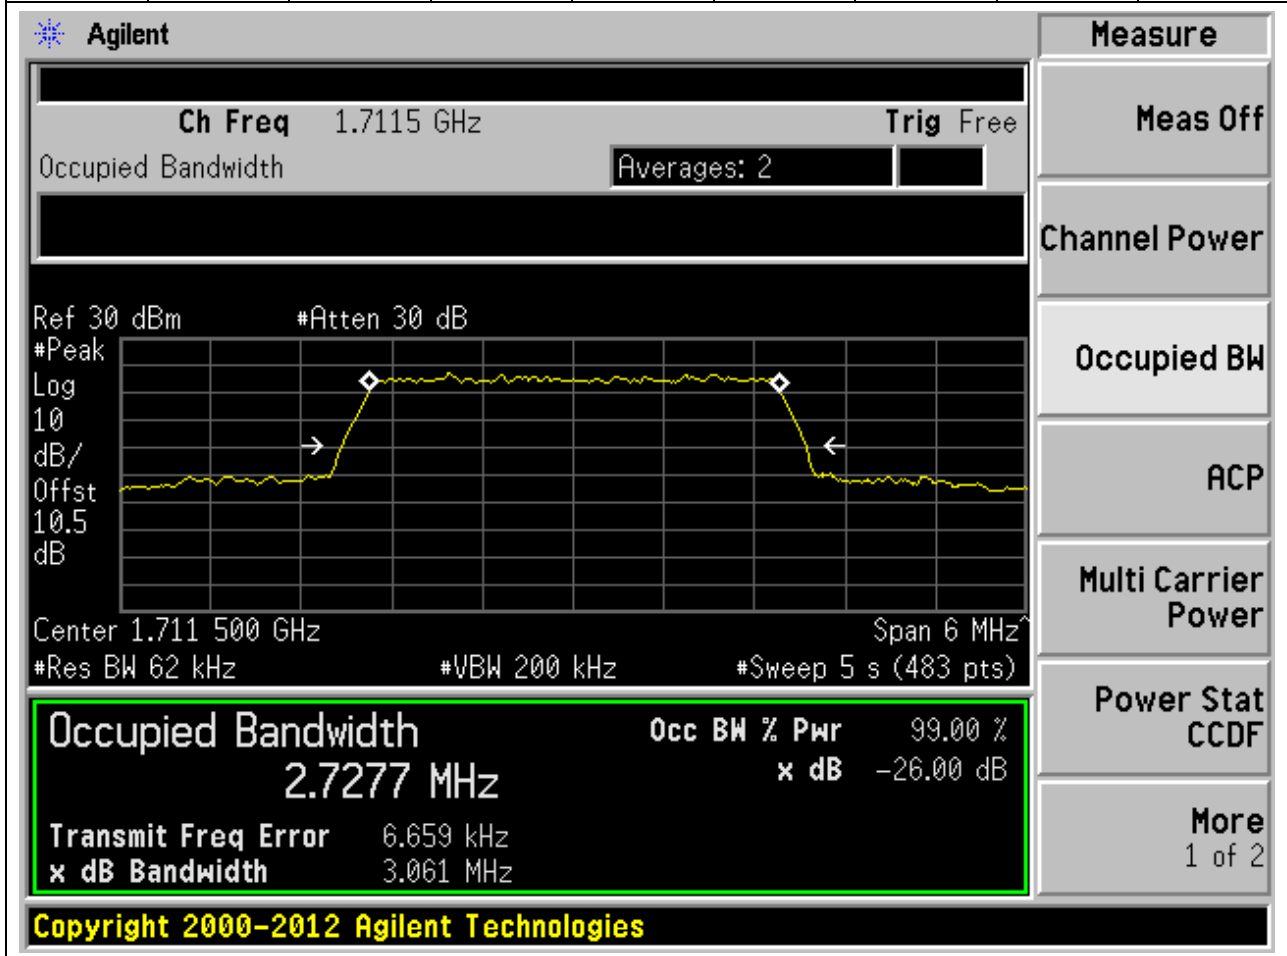 Agilent
Measure
Ch Freq 1.7115 GHz Trig Free
Occupied Bandwidth Averages: 2
Meas Off
Channel Power
Occupied BW
ACP
Multi Carrier
Power
Power Stat
CCDF
More
1 of 2
Ref 30 dBm #Atten 30 dB
#Peak
Log
10
dB/
Offst
10.5
dB
Center 1.711 500 GHz Span 6 MHz^
#Res BW 62 kHz #VBW 200 kHz #Sweep 5 s (483 pts)
Occupied Bandwidth Occ BW % Pwr 99.00 %
2.7277 MHz x dB -26.00 dB
Transmit Freq Error 6.659 kHz
x dB Bandwidth 3.061 MHz
Copyright 2000-2012 Agilent Technologies